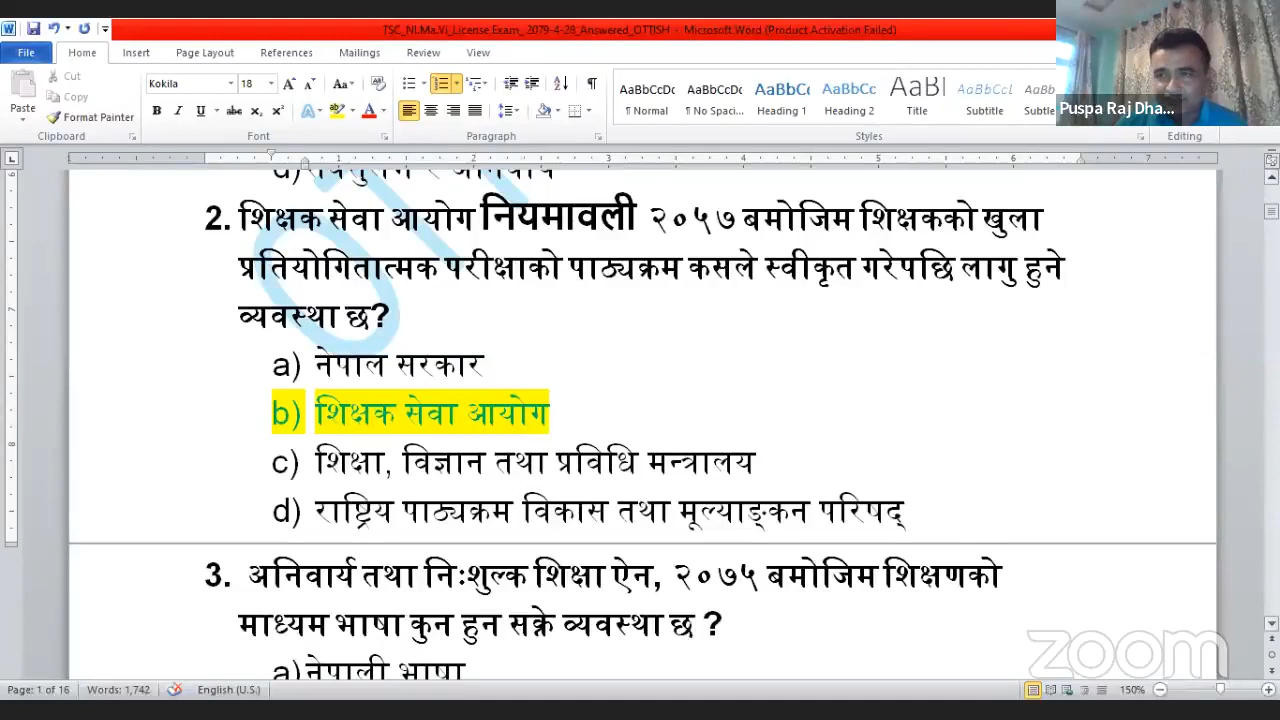 TSC_NI.Ma.Vi_License_Exam_ 2079-4-28_Answered_OTTISH - Microsoft Word (Product Activation Failed)
File Home Insert Page Layout References Mailings Review View
Cut
Copy
Format Painter
Paste
Kokila 18
AaBbCcDc AaBbCcDc AaBbCc AaBbCc AaBl AaBbCcL AaBbCcDc
¶ Normal ¶ No Spaci... Heading 1 Heading 2 Title Subtitle Subtle
Puspa Raj Dha...
Clipboard Font Paragraph Styles Editing
2. शिक्षक सेवा आयोग नियमावली २०५७ बमोजिम शिक्षकको खुला
प्रतियोगितात्मक परीक्षाको पाठ्यक्रम कसले स्वीकृत गरेपछि लागु हुने
व्यवस्था छ?
a) नेपाल सरकार
b) शिक्षक सेवा आयोग
c) शिक्षा, विज्ञान तथा प्रविधि मन्त्रालय
d) राष्ट्रिय पाठ्यक्रम विकास तथा मूल्याङ्कन परिषद्
3. अनिवार्य तथा निःशुल्क शिक्षा ऐन, २०७५ बमोजिम शिक्षणको
माध्यम भाषा कुन हुन सक्ने व्यवस्था छ ?
a)नेपाली भाषा
zoom
Page: 1 of 16 Words: 1,742 English (U.S.) 150%